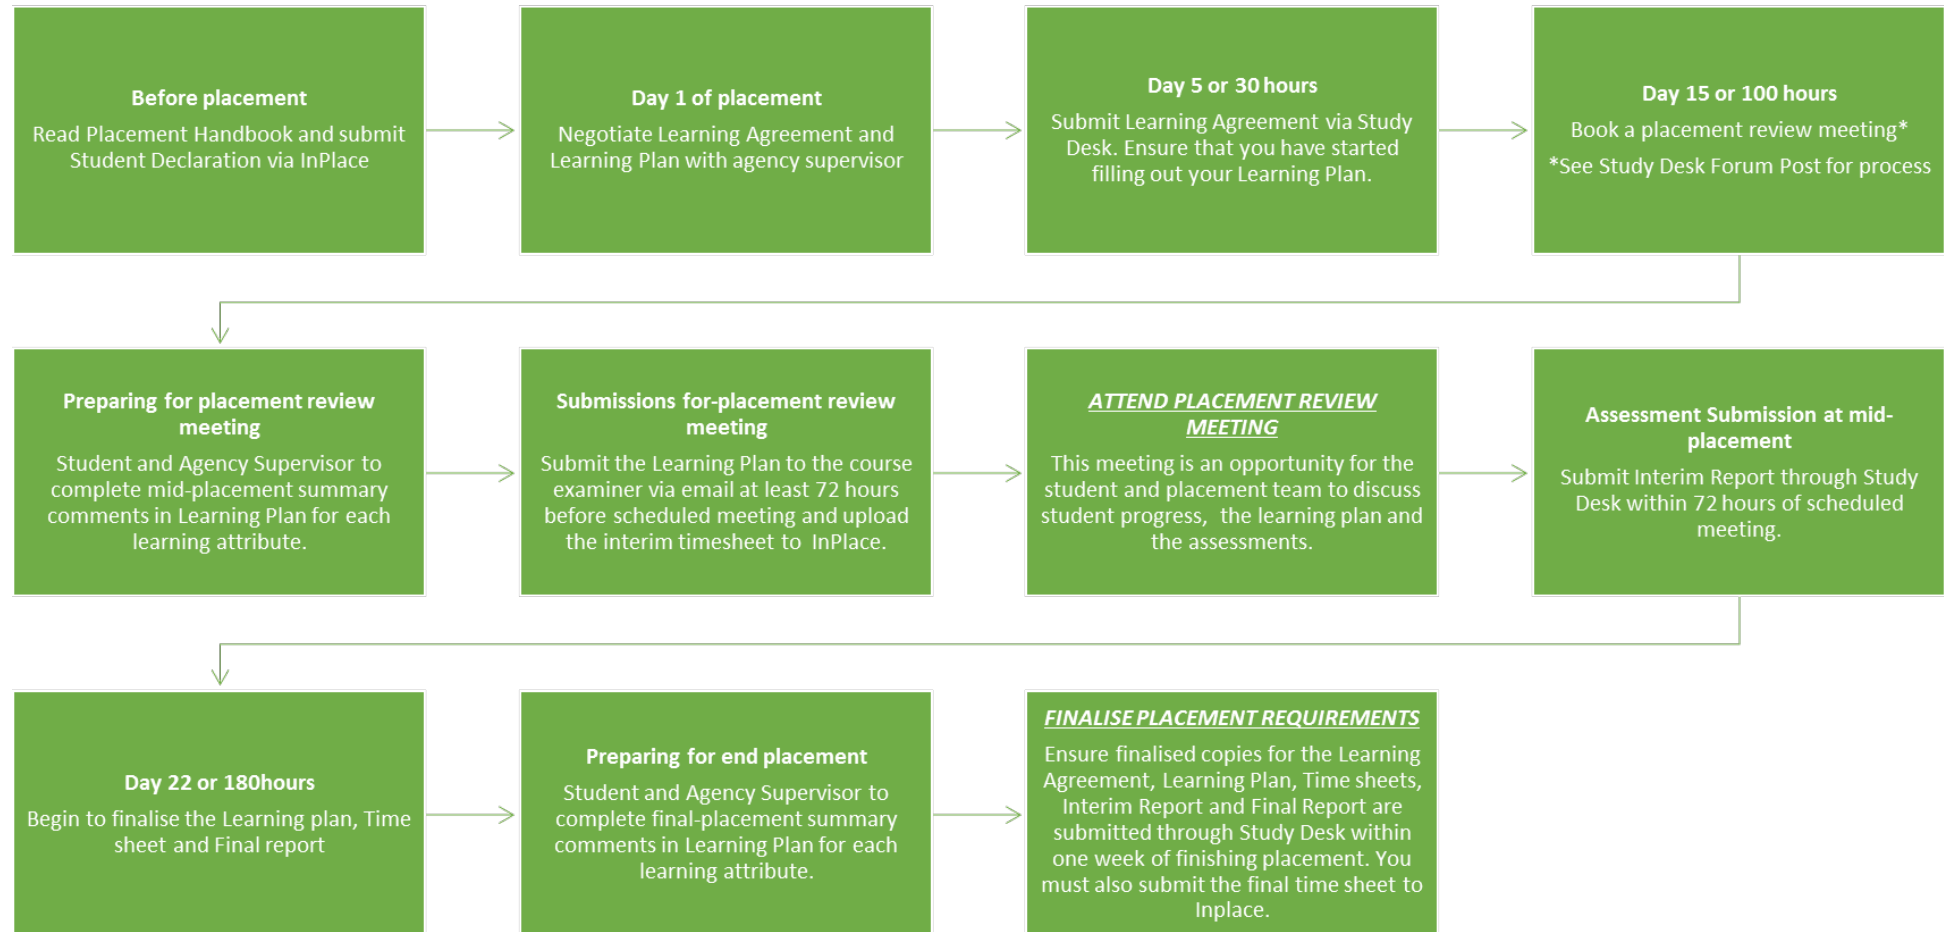 Before placement
Read Placement Handbook and submit
Student Declaration via InPlace
Day 1 of placement
Negotiate Learning Agreement and
Learning Plan with agency supervisor
Day 5 or 30 hours
Submit Learning Agreement via Study
Desk. Ensure that you have started
filling out your Learning Plan.
Day 15 or 100 hours
Book a placement review meeting*
*See Study Desk Forum Post for process
Preparing for placement review
meeting
Student and Agency Supervisor to
complete mid-placement summary
comments in Learning Plan for each
learning attribute.
Submissions for-placement review
meeting
Submit the Learning Plan to the course
examiner via email at least 72 hours
before scheduled meeting and upload
the interim timesheet to InPlace.
ATTEND PLACEMENT REVIEW
MEETING
This meeting is an opportunity for the
student and placement team to discuss
student progress, the learning plan and
the assessments.
Assessment Submission at mid-
placement
Submit Interim Report through Study
Desk within 72 hours of scheduled
meeting.
Day 22 or 180hours
Begin to finalise the Learning plan, Time
sheet and Final report
Preparing for end placement
Student and Agency Supervisor to
complete final-placement summary
comments in Learning Plan for each
learning attribute.
FINALISE PLACEMENT REQUIREMENTS
Ensure finalised copies for the Learning
Agreement, Learning Plan, Time sheets,
Interim Report and Final Report are
submitted through Study Desk within
one week of finishing placement. You
must also submit the final time sheet to
Inplace.